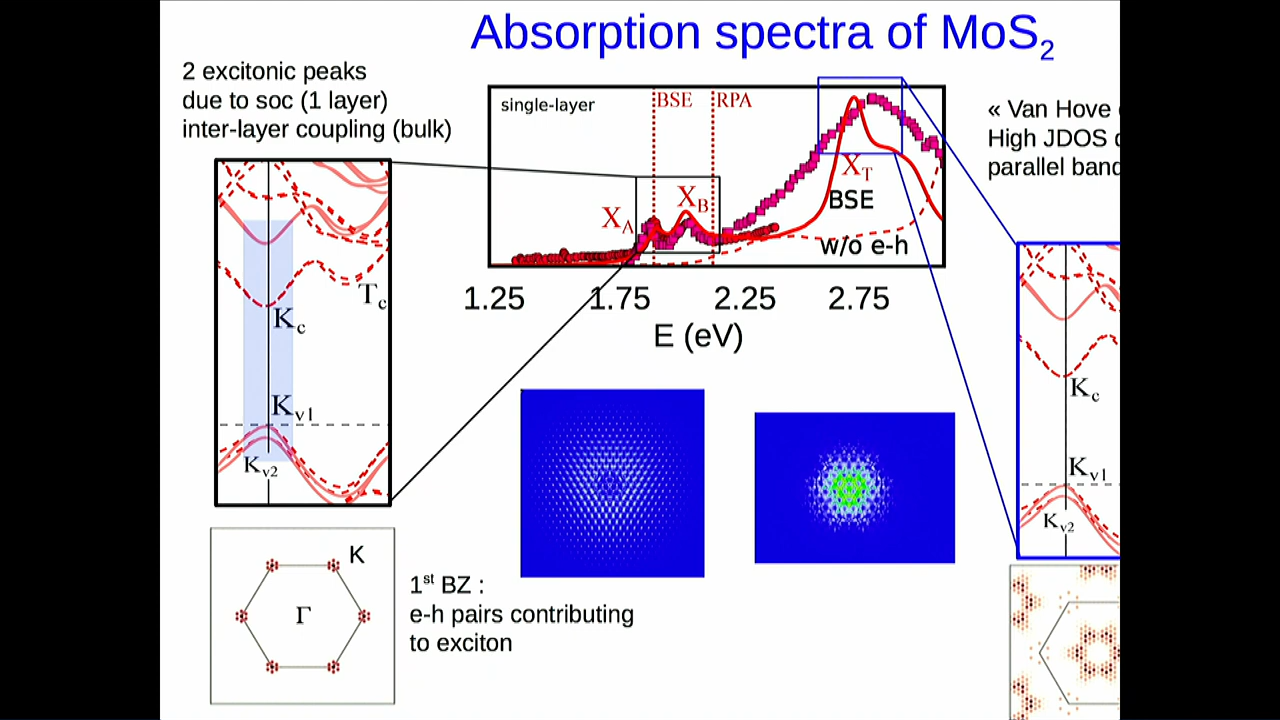 Absorption spectra of MoS2
2 excitonic peaks
due to soc (1 layer)
inter-layer coupling (bulk)
single-layer
BSE
RPA
XA
XB
XT
BSE
w/o e-h
1.25 1.75 2.25 2.75
E (eV)
« Van Hove
High JDOS
parallel band
Tc
Kc
Kv1
Kv2
Kc
Kv1
Kv2
K
Γ
1st BZ :
e-h pairs contributing
to exciton